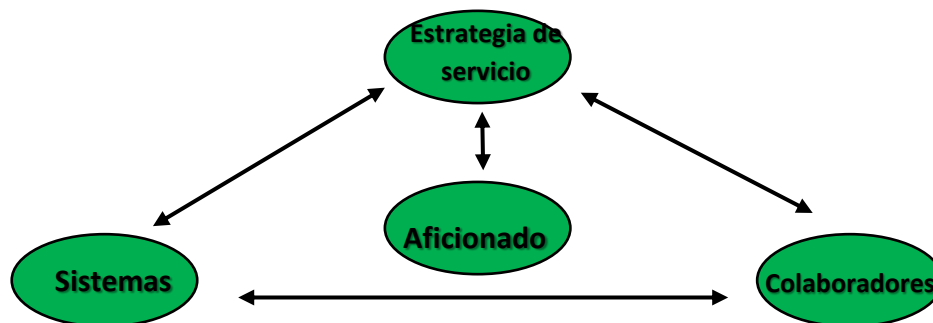 Estrategia de
servicio
Aficionado
Sistemas
Colaboradores